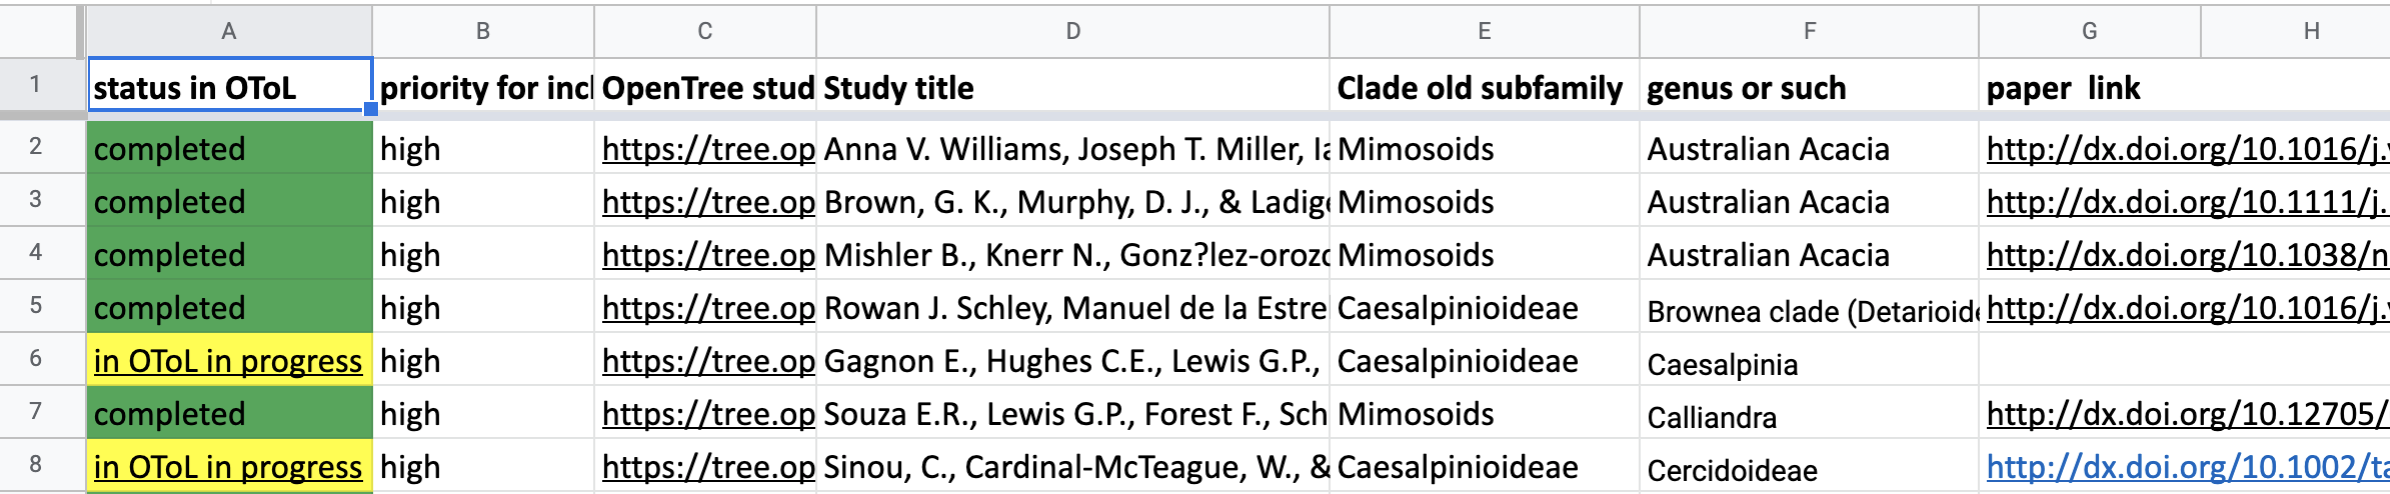 A B C D E F G H
1 status in OToL priority for incl OpenTree stud Study title Clade old subfamily genus or such paper link
2 completed high https://tree.op Anna V. Williams, Joseph T. Miller, Ia Mimosoids Australian Acacia http://dx.doi.org/10.1016/j.y
3 completed high https://tree.op Brown, G. K., Murphy, D. J., & Ladige Mimosoids Australian Acacia http://dx.doi.org/10.1111/j.
4 completed high https://tree.op Mishler B., Knerr N., Gonz?lez-orozc Mimosoids Australian Acacia http://dx.doi.org/10.1038/n
5 completed high https://tree.op Rowan J. Schley, Manuel de la Estre Caesalpinioideae Brownea clade (Detarioide http://dx.doi.org/10.1016/j.y
6 in OToL in progress high https://tree.op Gagnon E., Hughes C.E., Lewis G.P., Caesalpinioideae Caesalpinia
7 completed high https://tree.op Souza E.R., Lewis G.P., Forest F., Sch Mimosoids Calliandra http://dx.doi.org/10.12705/
8 in OToL in progress high https://tree.op Sinou, C., Cardinal-McTeague, W., & Caesalpinioideae Cercidoideae http://dx.doi.org/10.1002/ta